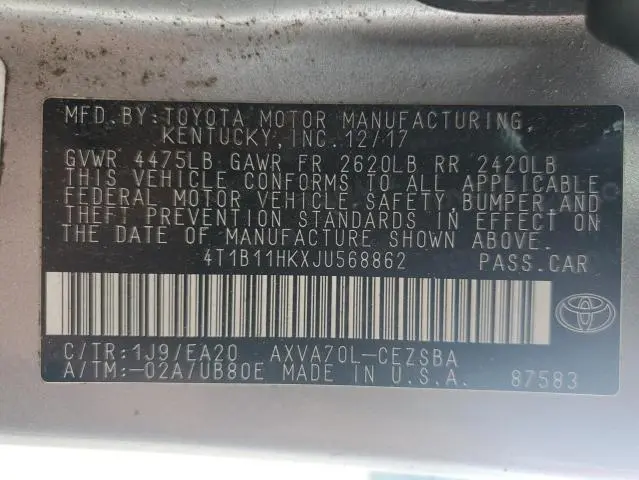 MFD.BY:TOYOTA MOTOR MANUFACTURING,
KENTUCKY,INC.12/17
GVWR 4475LB GAWR FR 2620LB RR 2420LB
THIS VEHICLE CONFORMS TO ALL APPLICABLE
FEDERAL MOTOR VEHICLE SAFETY BUMPER AND
THEFT PREVENTION STANDARDS IN EFFECT ON
THE DATE OF MANUFACTURE SHOWN ABOVE.
4T1B11HKXJU568862 PASS.CAR
C/TR:1J9/EA20 AXVA70L-CEZSBA
A/TM:-02A/UB80E MADE IN U.S.A. 87583